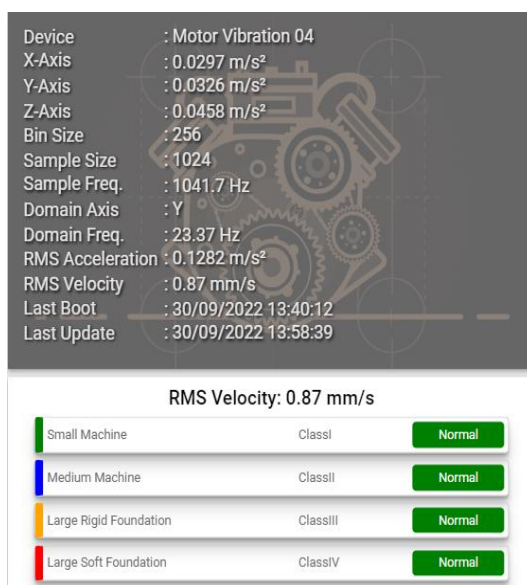 Device : Motor Vibration 04
X-Axis : 0.0297 m/s²
Y-Axis : 0.0326 m/s²
Z-Axis : 0.0458 m/s²
Bin Size : 256
Sample Size : 1024
Sample Freq. : 1041.7 Hz
Domain Axis : Y
Domain Freq. : 23.37 Hz
RMS Acceleration : 0.1282 m/s²
RMS Velocity : 0.87 mm/s
Last Boot : 30/09/2022 13:40:12
Last Update : 30/09/2022 13:58:39
RMS Velocity: 0.87 mm/s
Small Machine ClassI Normal
Medium Machine ClassII Normal
Large Rigid Foundation ClassIII Normal
Large Soft Foundation ClassIV Normal